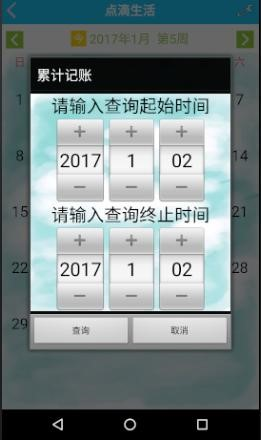 点滴生活
今 2017年1月 第5周
日 六
累计记账
请输入查询起始时间
+ + +
2017 1 02
− − −
请输入查询终止时间
+ + +
2017 1 02
− − −
查询 取消
1 7
8 14
15 21
22 28
29